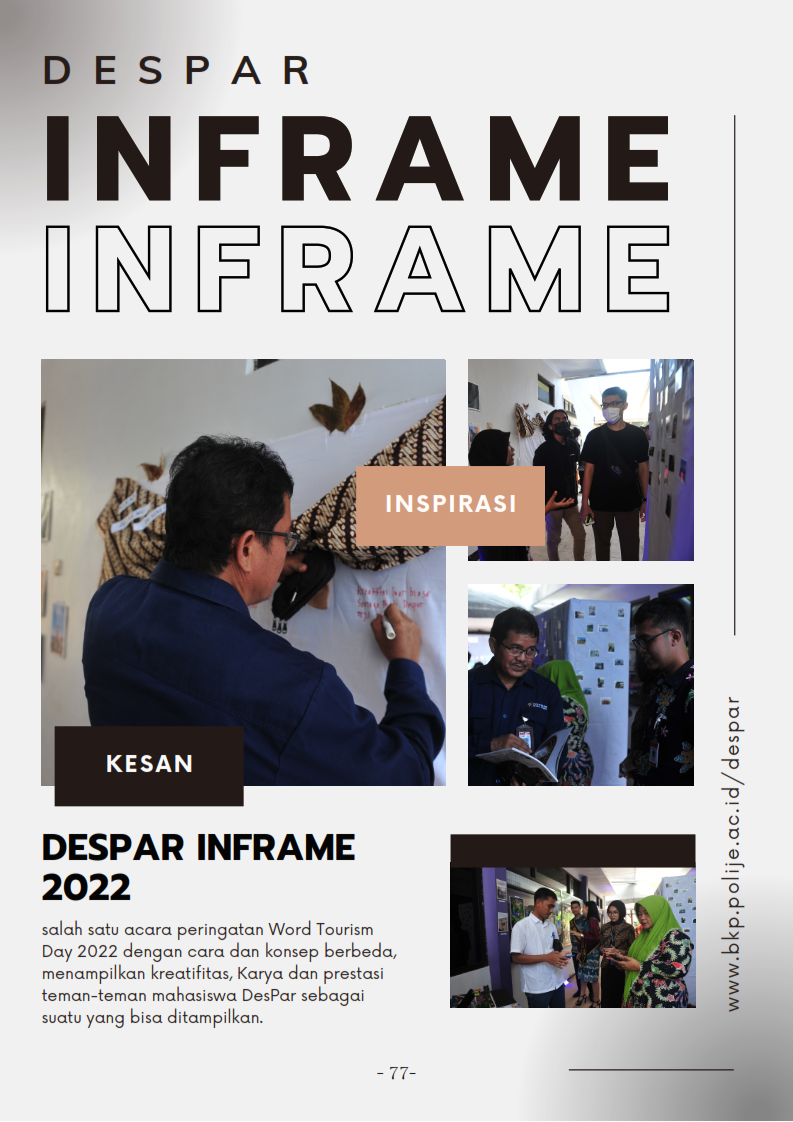 DESPAR
INFRAME
INFRAME
INSPIRASI
KESAN
DESPAR INFRAME
2022
salah satu acara peringatan Word Tourism
Day 2022 dengan cara dan konsep berbeda,
menampilkan kreatifitas, Karya dan prestasi
teman-teman mahasiswa DesPar sebagai
suatu yang bisa ditampilkan.
www.bkp.polije.ac.id/despar
- 77-